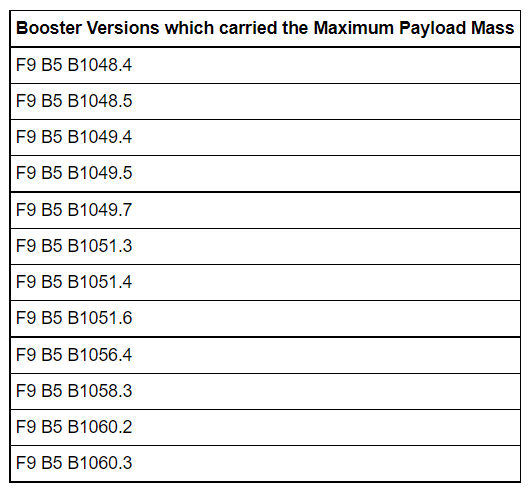 Booster Versions which carried the Maximum Payload Mass
F9 B5 B1048.4
F9 B5 B1048.5
F9 B5 B1049.4
F9 B5 B1049.5
F9 B5 B1049.7
F9 B5 B1051.3
F9 B5 B1051.4
F9 B5 B1051.6
F9 B5 B1056.4
F9 B5 B1058.3
F9 B5 B1060.2
F9 B5 B1060.3